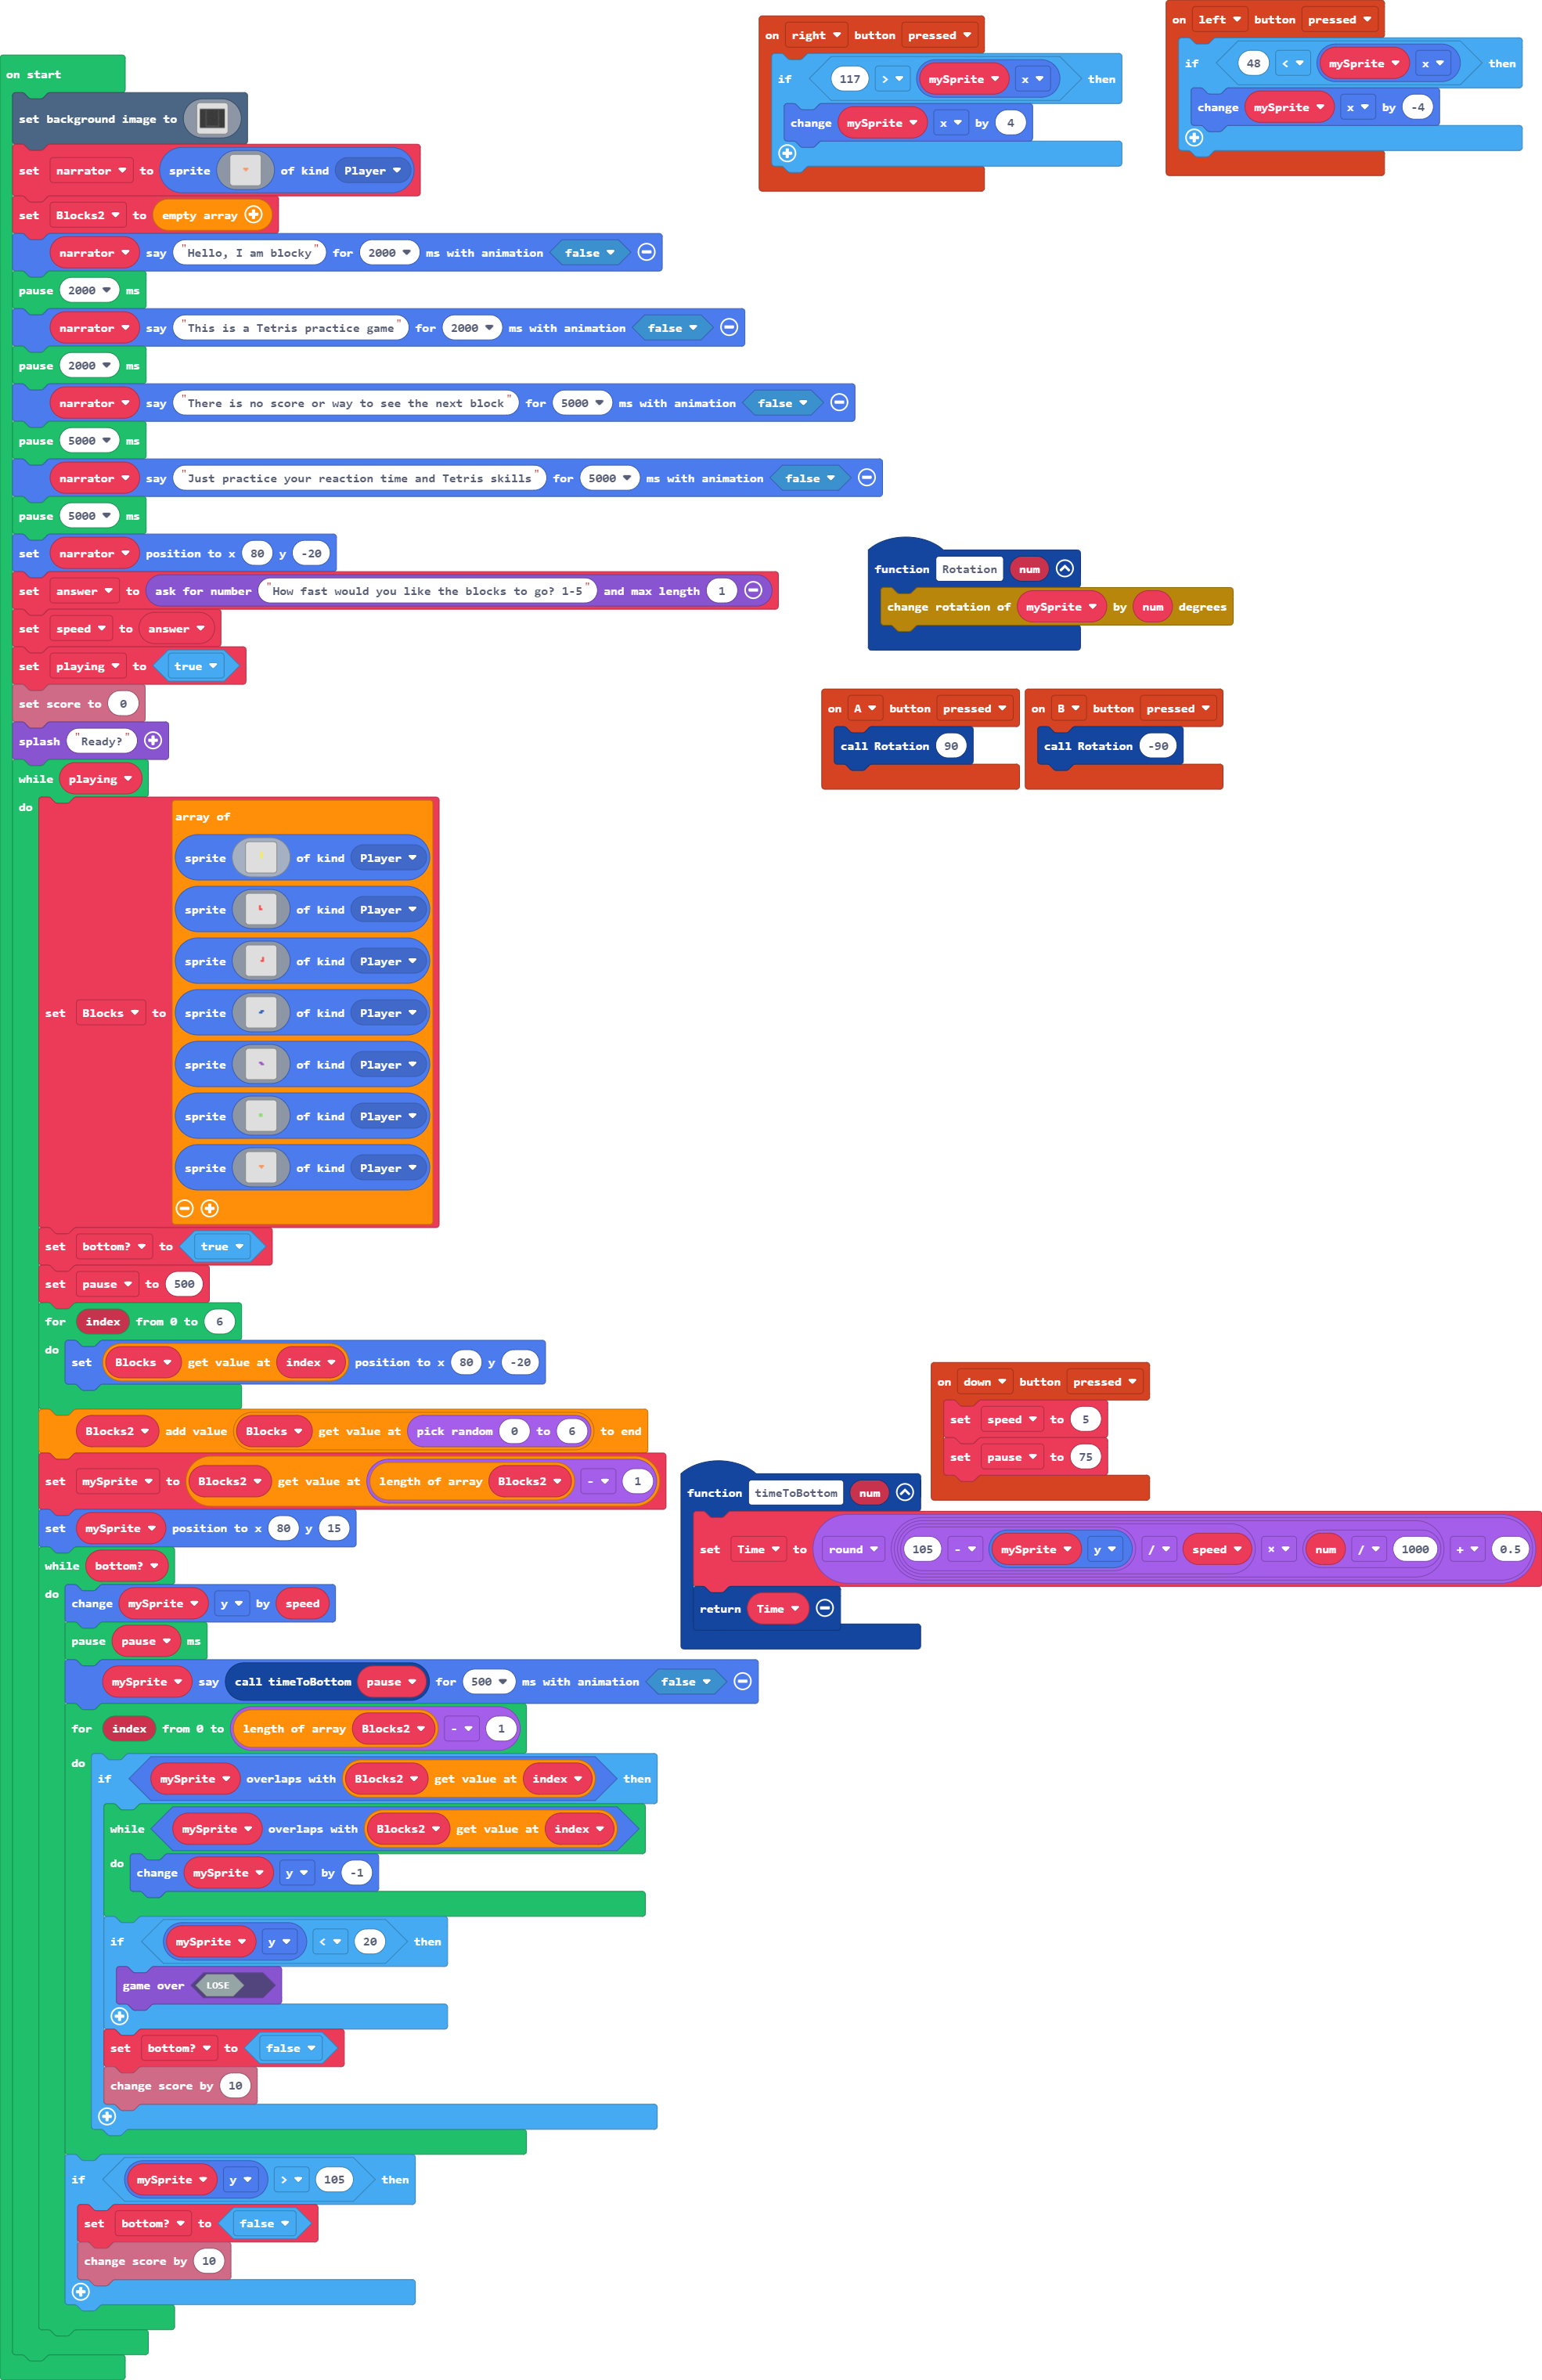 on start
set background image to
set narrator to sprite of kind Player
set Blocks2 to empty array
narrator say "Hello, I am blocky" for 2000 ms with animation false
pause 2000 ms
narrator say "This is a Tetris practice game" for 2000 ms with animation false
pause 2000 ms
narrator say "There is no score or way to see the next block" for 5000 ms with animation false
pause 5000 ms
narrator say "Just practice your reaction time and Tetris skills" for 5000 ms with animation false
pause 5000 ms
set narrator position to x 80 y -20
set answer to ask for number "How fast would you like the blocks to go? 1-5" and max length 1
set speed to answer
set playing to true
set score to 0
splash "Ready?"
while playing
do
set Blocks to
array of
sprite of kind Player
sprite of kind Player
sprite of kind Player
sprite of kind Player
sprite of kind Player
sprite of kind Player
sprite of kind Player
set bottom? to true
set pause to 500
for index from 0 to 6
do set Blocks get value at index position to x 80 y -20
Blocks2 add value Blocks get value at pick random 0 to 6 to end
set mySprite to Blocks2 get value at length of array Blocks2 - 1
set mySprite position to x 80 y 15
while bottom?
do change mySprite y by speed
pause pause ms
mySprite say call timeToBottom pause for 500 ms with animation false
for index from 0 to length of array Blocks2 - 1
do if mySprite overlaps with Blocks2 get value at index then
while mySprite overlaps with Blocks2 get value at index
do change mySprite y by -1
if mySprite y < 20 then
game over LOSE
set bottom? to false
change score by 10
if mySprite y > 105 then
set bottom? to false
change score by 10
on right button pressed
if 117 > mySprite x then
change mySprite x by 4
on left button pressed
if 48 < mySprite x then
change mySprite x by -4
function Rotation num
change rotation of mySprite by num degrees
on A button pressed
call Rotation 90
on B button pressed
call Rotation -90
on down button pressed
set speed to 5
set pause to 75
function timeToBottom num
set Time to round 105 - mySprite y / speed × num / 1000 + 0.5
return Time